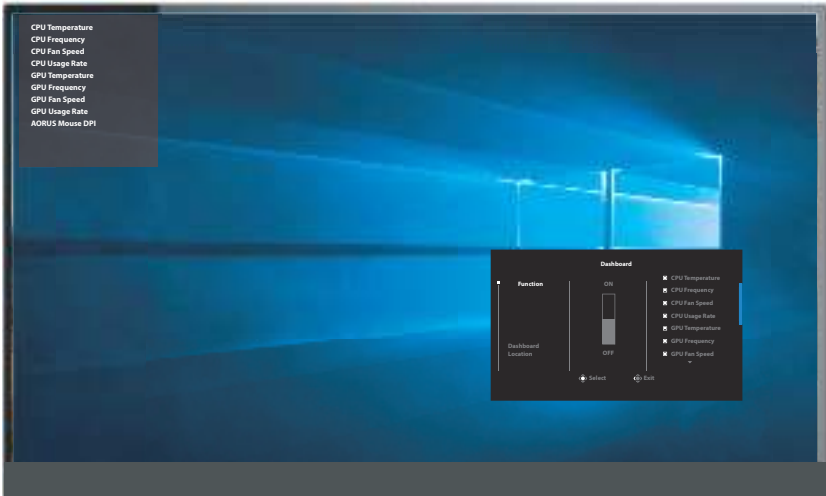 CPU Temperature
CPU Frequency
CPU Fan Speed
CPU Usage Rate
GPU Temperature
GPU Frequency
GPU Fan Speed
GPU Usage Rate
AORUS Mouse DPI
Dashboard
Function
ON
OFF
Dashboard
Location
CPU Temperature
CPU Frequency
CPU Fan Speed
CPU Usage Rate
GPU Temperature
GPU Frequency
GPU Fan Speed
Select
Exit